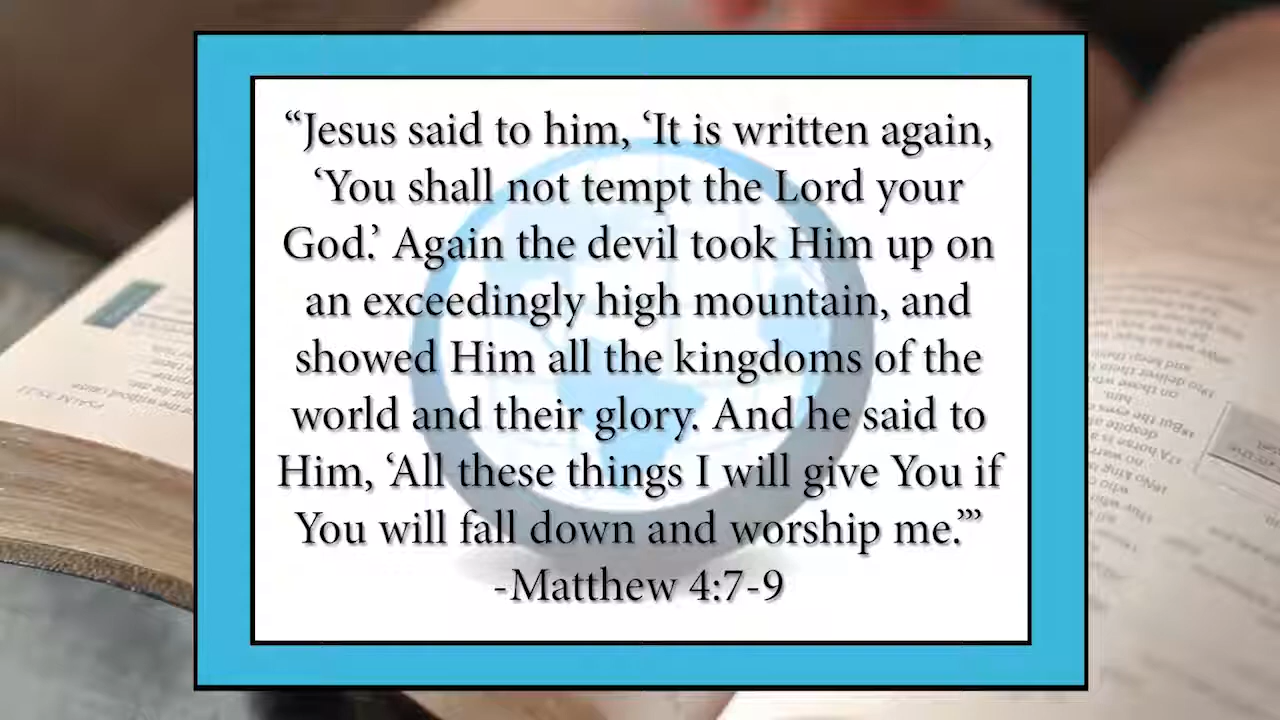 “Jesus said to him, ‘It is written again,
‘You shall not tempt the Lord your
God.’ Again the devil took Him up on
an exceedingly high mountain, and
showed Him all the kingdoms of the
world and their glory. And he said to
Him, ‘All these things I will give You if
You will fall down and worship me.’”
-Matthew 4:7-9